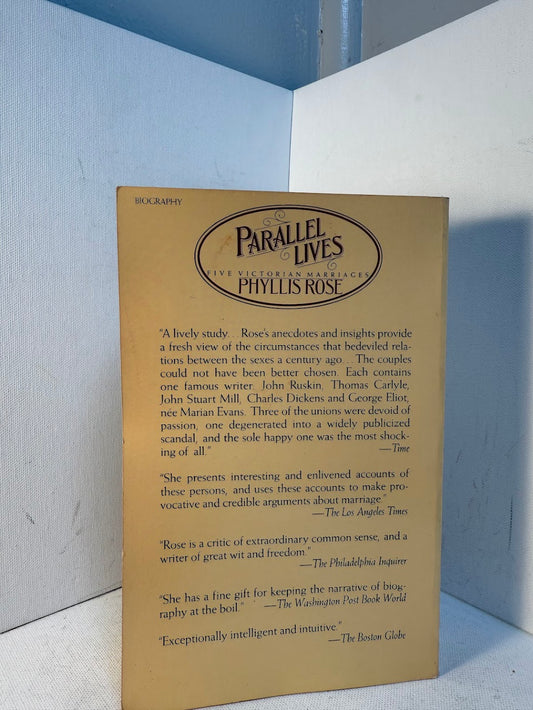 BIOGRAPHY
PARALLEL
LIVES
FIVE VICTORIAN MARRIAGES
PHYLLIS ROSE
"A lively study... Rose's anecdotes and insights provide
a fresh view of the circumstances that bedeviled rela-
tions between the sexes a century ago... The couples
could not have been better chosen. Each contains
one famous writer: John Ruskin, Thomas Carlyle,
John Stuart Mill, Charles Dickens and George Eliot,
née Marian Evans. Three of the unions were devoid of
passion, one degenerated into a widely publicized
scandal, and the sole happy one was the most shock-
ing of all."
—Time
"She presents interesting and enlivened accounts of
these persons, and uses these accounts to make pro-
vocative and credible arguments about marriage."
—The Los Angeles Times
"Rose is a critic of extraordinary common sense, and a
writer of great wit and freedom."
—The Philadelphia Inquirer
"She has a fine gift for keeping the narrative of biog-
raphy at the boil." —The Washington Post Book World
"Exceptionally intelligent and intuitive."
—The Boston Globe